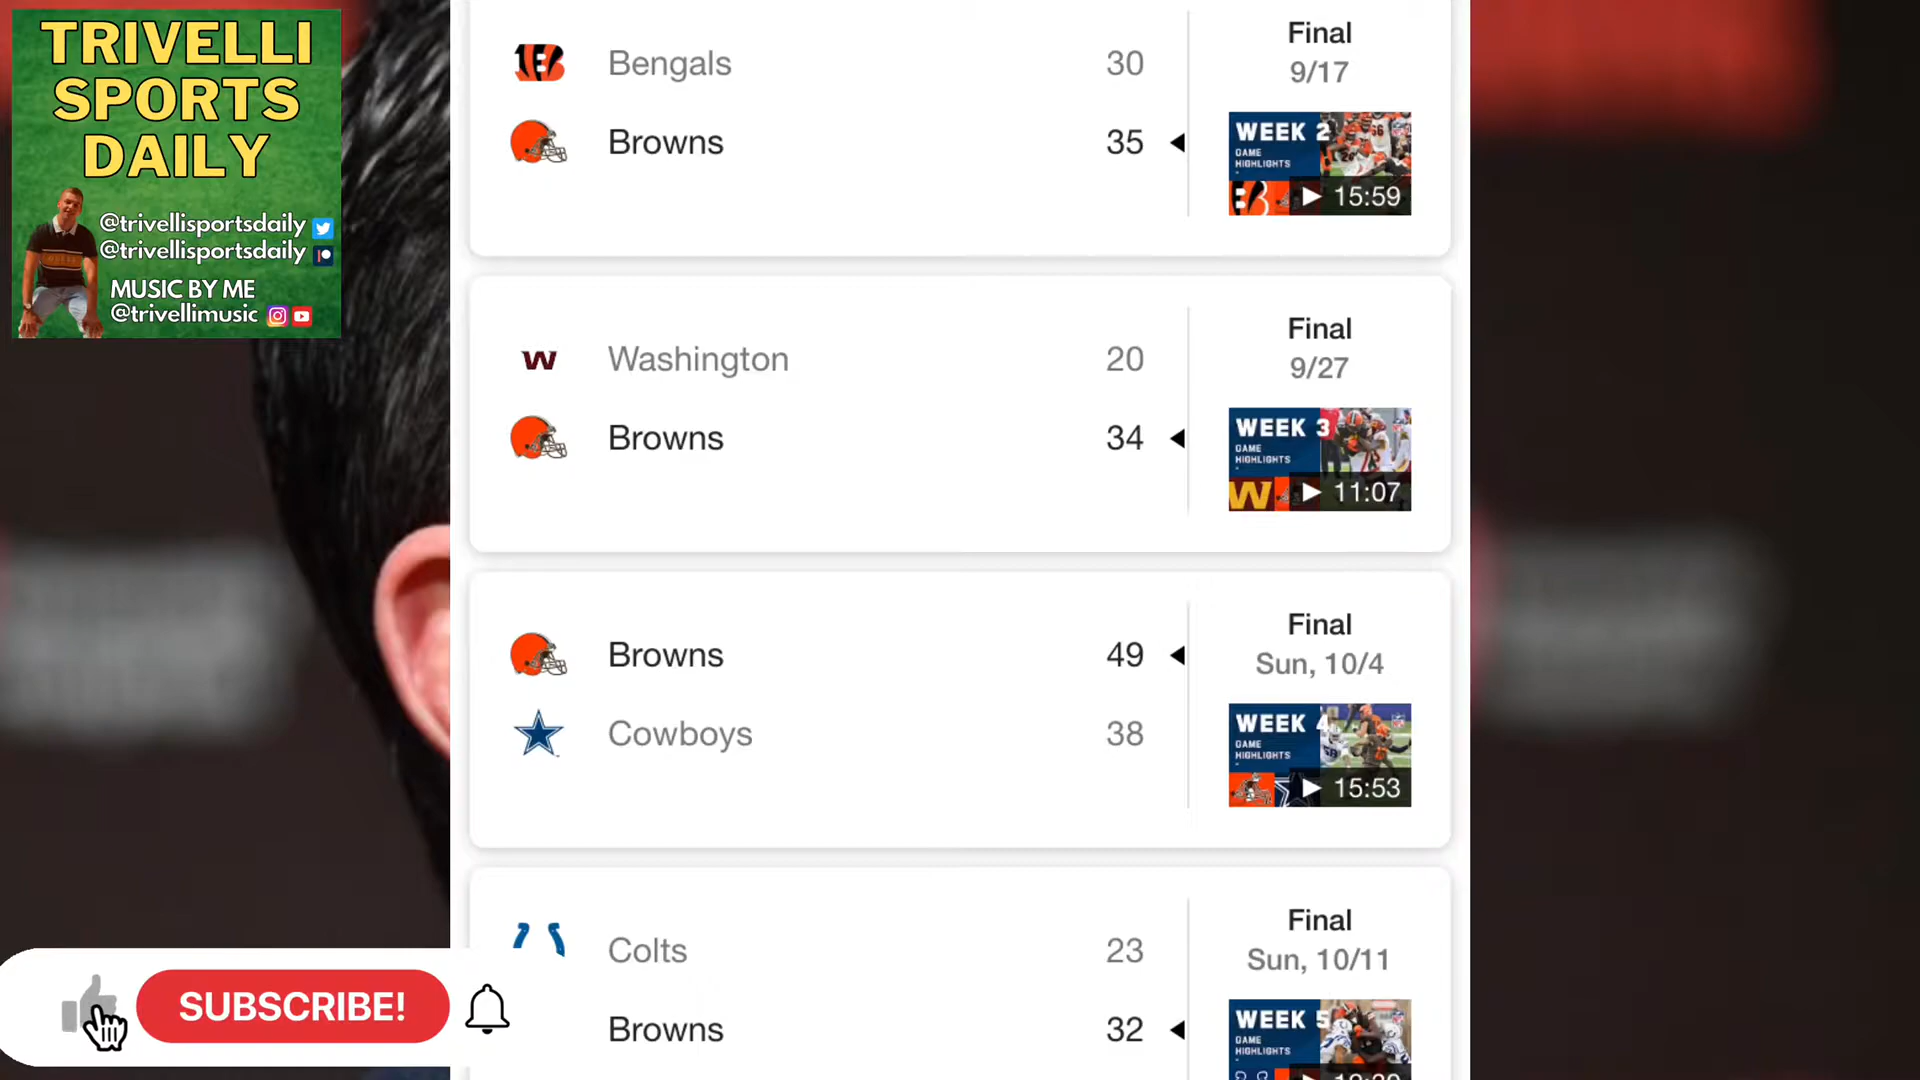 TRIVELLI
SPORTS
DAILY
@trivellisportsdaily
@trivellisportsdaily
MUSIC BY ME
@trivellimusic
Bengals 30
Browns 35
Final
9/17
WEEK 2
GAME
HIGHLIGHTS
15:59
Washington 20
Browns 34
Final
9/27
WEEK 3
GAME
HIGHLIGHTS
11:07
Browns 49
Cowboys 38
Final
Sun, 10/4
WEEK 4
GAME
HIGHLIGHTS
15:53
Colts 23
Browns 32
Final
Sun, 10/11
WEEK 5
GAME
HIGHLIGHTS
SUBSCRIBE!